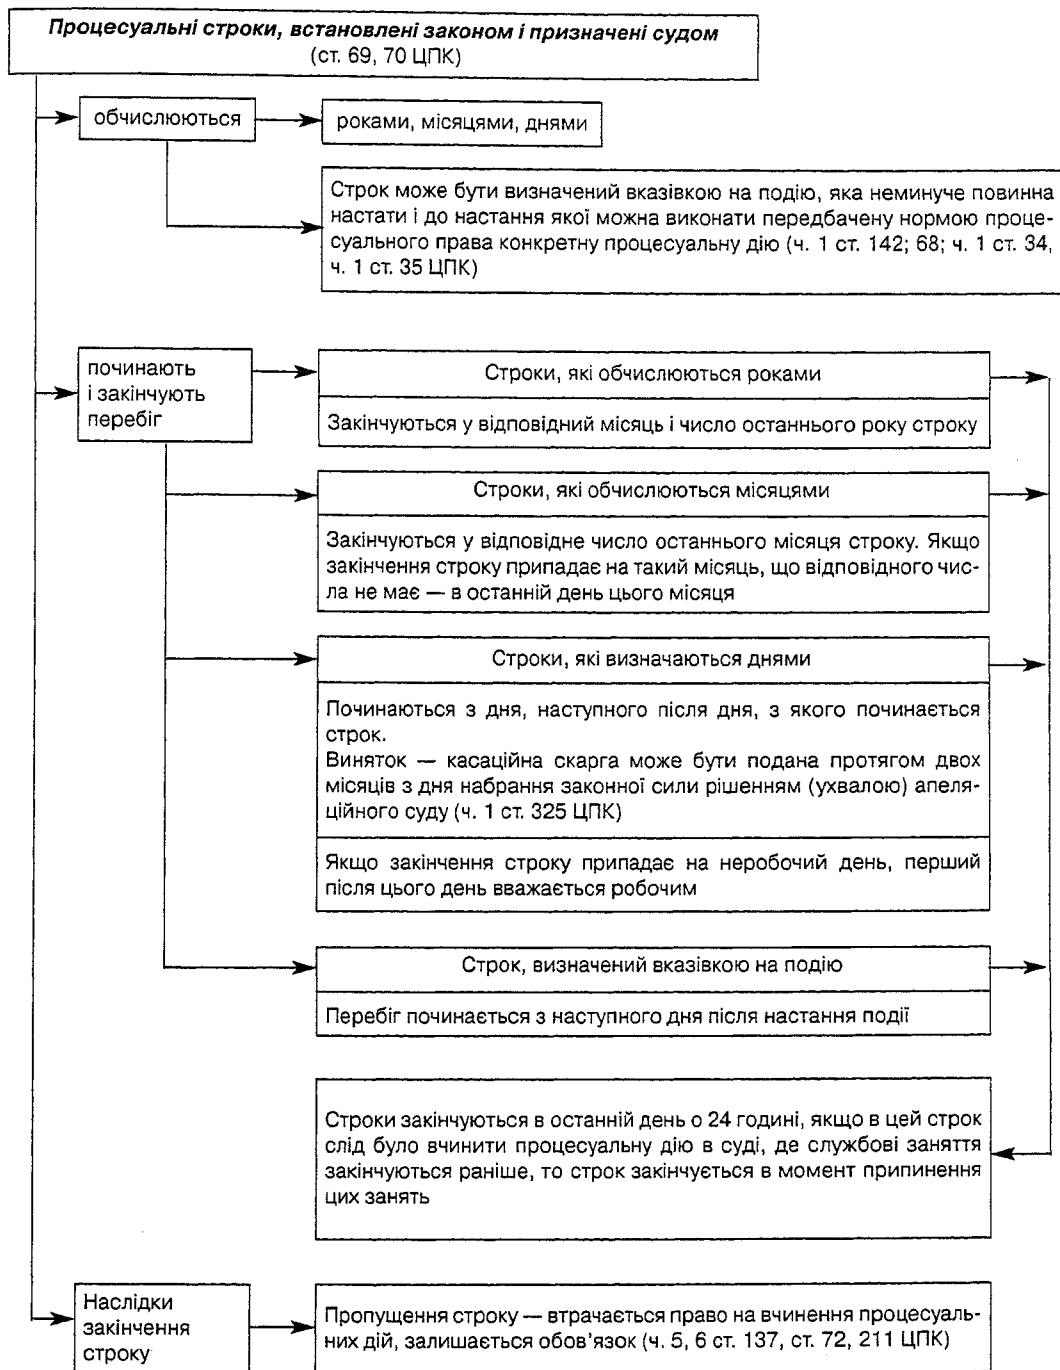 Процесуальні строки, встановлені законом і призначені судом
(ст. 69, 70 ЦПК)
обчислюються
роками, місяцями, днями
Строк може бути визначений вказівкою на подію, яка неминуче повинна
настати і до настання якої можна виконати передбачену нормою проце-
суального права конкретну процесуальну дію (ч. 1 ст. 142; 68; ч. 1 ст. 34,
ч. 1 ст. 35 ЦПК)
починають
і закінчують
перебіг
Строки, які обчислюються роками
Закінчуються у відповідний місяць і число останнього року строку
Строки, які обчислюються місяцями
Закінчуються у відповідне число останнього місяця строку. Якщо
закінчення строку припадає на такий місяць, що відповідного чис-
ла не має — в останній день цього місяця
Строки, які визначаються днями
Починаються з дня, наступного після дня, з якого починається
строк.
Виняток — касаційна скарга може бути подана протягом двох
місяців з дня набрання законної сили рішенням (ухвалою) апеля-
ційного суду (ч. 1 ст. 325 ЦПК)
Якщо закінчення строку припадає на неробочий день, перший
після цього день вважається робочим
Строк, визначений вказівкою на подію
Перебіг починається з наступного дня після настання події
Строки закінчуються в останній день о 24 годині, якщо в цей строк
слід було вчинити процесуальну дію в суді, де службові заняття
закінчуються раніше, то строк закінчується в момент припинення
цих занять
Наслідки
закінчення
строку
Пропущення строку — втрачається право на вчинення процесуаль-
них дій, залишається обов'язок (ч. 5, 6 ст. 137, ст. 72, 211 ЦПК)